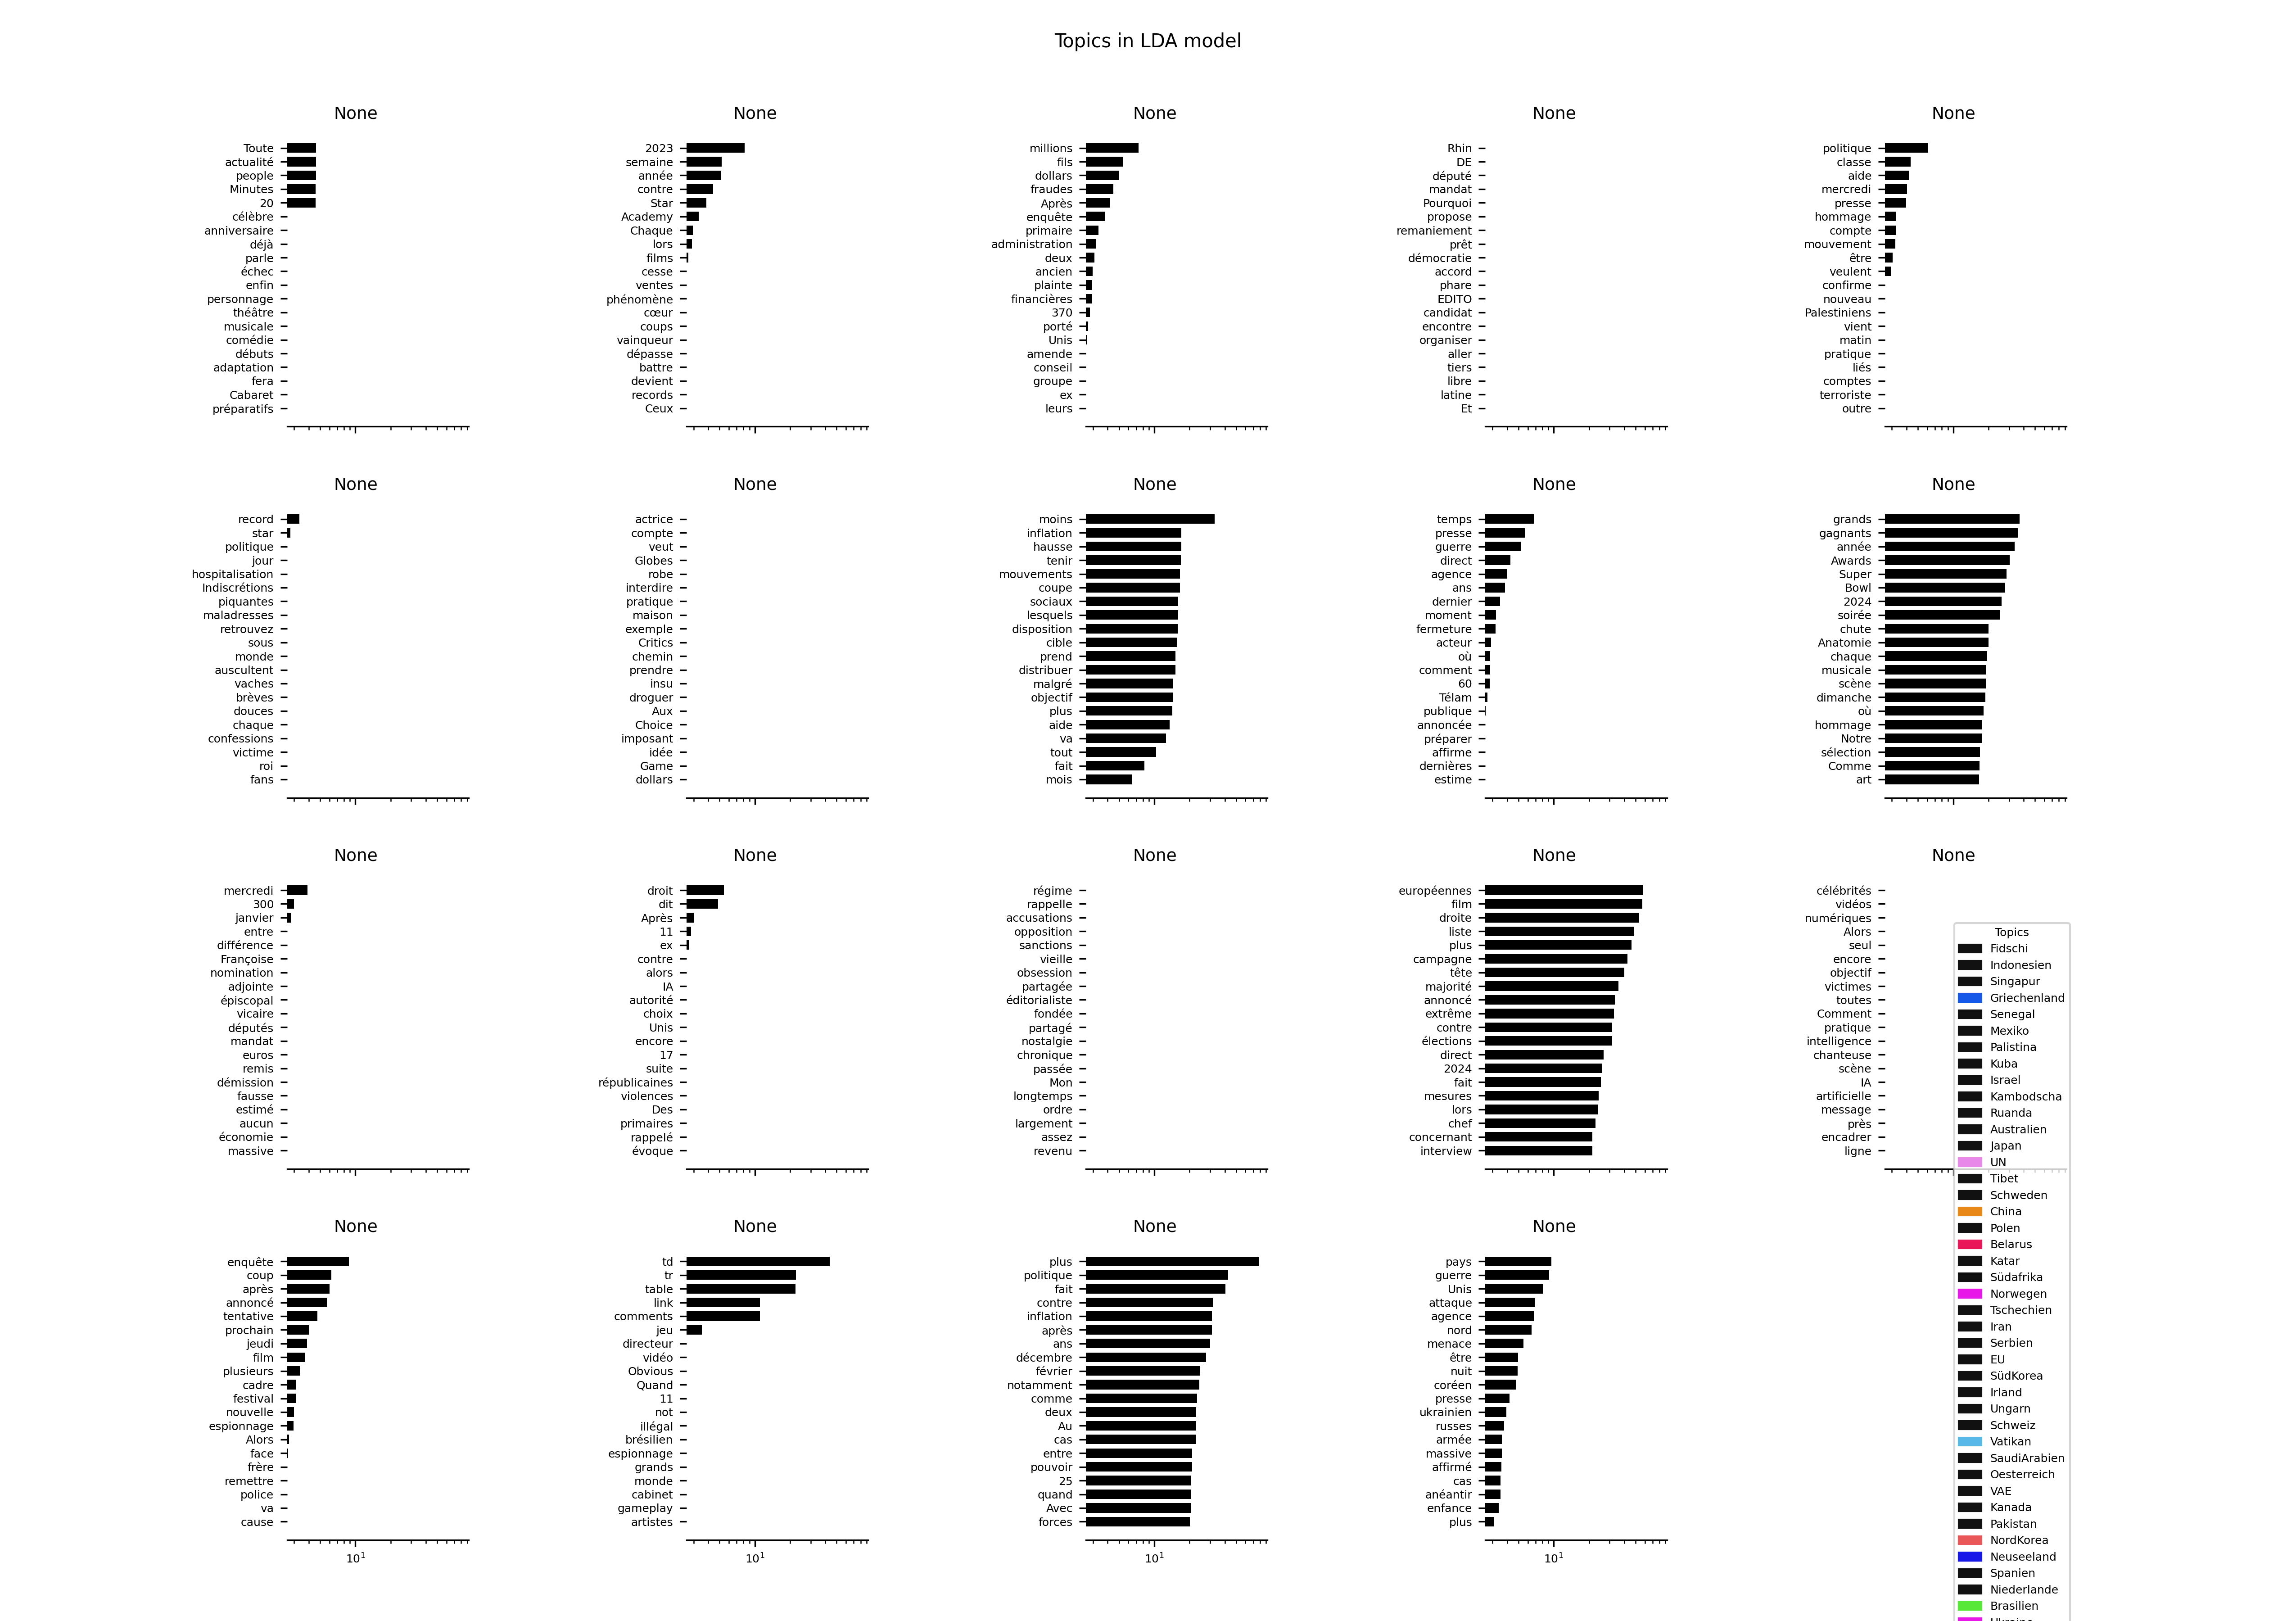 Topics in LDA model
None
Toute
actualité
people
Minutes
20
célèbre
anniversaire
déjà
parle
échec
enfin
personnage
théâtre
musicale
comédie
débuts
adaptation
fera
Cabaret
préparatifs
None
2023
semaine
année
contre
Star
Academy
Chaque
lors
films
cesse
ventes
phénomène
cœur
coups
vainqueur
dépasse
battre
devient
records
Ceux
None
millions
fils
dollars
fraudes
Après
enquête
primaire
administration
deux
ancien
plainte
financières
370
porté
Unis
amende
conseil
groupe
ex
leurs
None
Rhin
DE
député
mandat
Pourquoi
propose
remaniement
prêt
démocratie
accord
phare
EDITO
candidat
encontre
organiser
aller
tiers
libre
latine
Et
None
politique
classe
aide
mercredi
presse
hommage
compte
mouvement
être
veulent
confirme
nouveau
Palestiniens
vient
matin
pratique
liés
comptes
terroriste
outre
None
record
star
politique
jour
hospitalisation
Indiscrétions
piquantes
maladresses
retrouvez
sous
monde
auscultent
vaches
brèves
douces
chaque
confessions
victime
roi
fans
None
actrice
compte
veut
Globes
robe
interdire
pratique
maison
exemple
Critics
chemin
prendre
insu
droguer
Aux
Choice
imposant
idée
Game
dollars
None
moins
inflation
hausse
tenir
mouvements
coupe
sociaux
lesquels
disposition
cible
prend
distribuer
malgré
objectif
plus
aide
va
tout
fait
mois
None
temps
presse
guerre
direct
agence
ans
dernier
moment
fermeture
acteur
où
comment
60
Télam
publique
annoncée
préparer
affirme
dernières
estime
None
grands
gagnants
année
Awards
Super
Bowl
2024
soirée
chute
Anatomie
chaque
musicale
scène
dimanche
où
hommage
Notre
sélection
Comme
art
None
mercredi
300
janvier
entre
différence
Françoise
nomination
adjointe
épiscopal
vicaire
députés
mandat
euros
remis
démission
fausse
estimé
aucun
économie
massive
None
droit
dit
Après
11
ex
contre
alors
IA
autorité
choix
Unis
encore
17
suite
républicaines
violences
Des
primaires
rappelé
évoque
None
régime
rappelle
accusations
opposition
sanctions
vieille
obsession
partagée
éditorialiste
fondée
partagé
nostalgie
chronique
passée
Mon
longtemps
ordre
largement
assez
revenu
None
européennes
film
droite
liste
plus
campagne
tête
majorité
annoncé
extrême
contre
élections
direct
2024
fait
mesures
lors
chef
concernant
interview
None
célébrités
vidéos
numériques
Alors
seul
encore
objectif
victimes
toutes
Comment
pratique
intelligence
chanteuse
scène
IA
artificielle
message
près
encadrer
ligne
None
enquête
coup
après
annoncé
tentative
prochain
jeudi
film
plusieurs
cadre
festival
nouvelle
espionnage
Alors
face
frère
remettre
police
va
cause
10¹
None
td
tr
table
link
comments
jeu
directeur
vidéo
Obvious
Quand
11
not
illégal
brésilien
espionnage
grands
monde
cabinet
gameplay
artistes
10¹
None
plus
politique
fait
contre
inflation
après
ans
décembre
février
notamment
comme
deux
Au
cas
entre
pouvoir
25
quand
Avec
forces
10¹
None
pays
guerre
Unis
attaque
agence
nord
menace
être
nuit
coréen
presse
ukrainien
russes
armée
massive
affirmé
cas
anéantir
enfance
plus
10¹
Topics
Fidschi
Indonesien
Singapur
Griechenland
Senegal
Mexiko
Palistina
Kuba
Israel
Kambodscha
Ruanda
Australien
Japan
UN
Tibet
Schweden
China
Polen
Belarus
Katar
Südafrika
Norwegen
Tschechien
Iran
Serbien
EU
SüdKorea
Irland
Ungarn
Schweiz
Vatikan
SaudiArabien
Oesterreich
VAE
Kanada
Pakistan
NordKorea
Neuseeland
Spanien
Niederlande
Brasilien